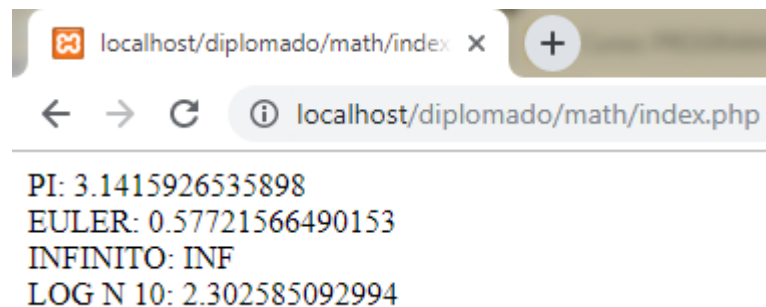 localhost/diplomado/math/index
localhost/diplomado/math/index.php
PI: 3.1415926535898
EULER: 0.57721566490153
INFINITO: INF
LOG N 10: 2.302585092994